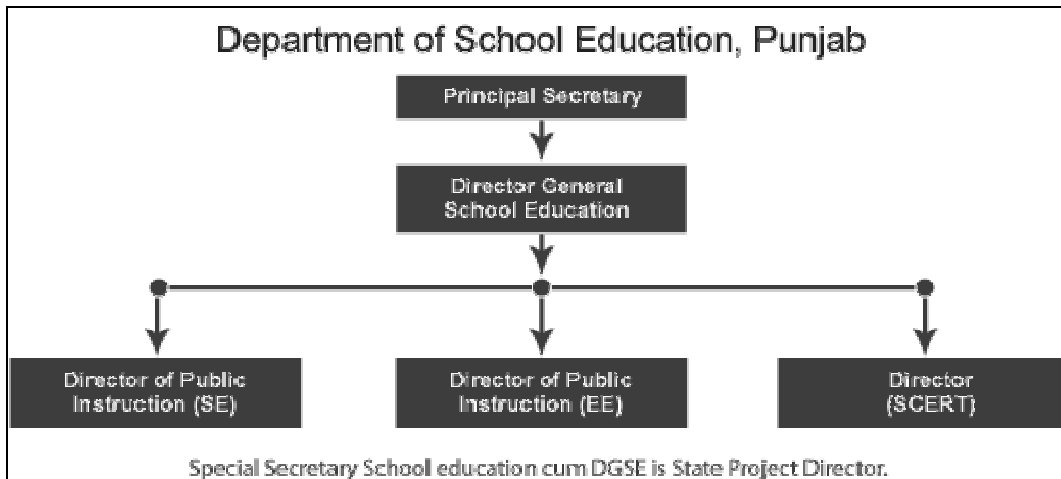 Department of School Education, Punjab
Principal Secretary
Director General
School Education
Director of Public
Instruction (SE)
Director of Public
Instruction (EE)
Director
(SCERT)
Special Secretary School education cum DGSE is State Project Director.